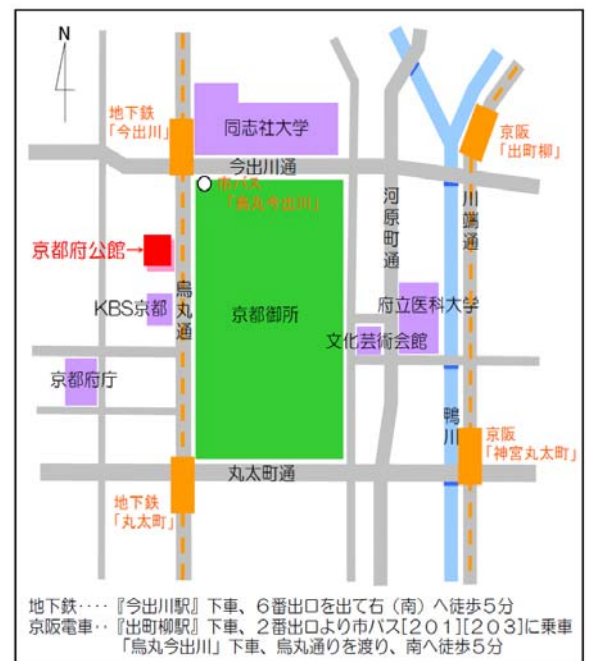 N
地下鉄
「今出川」
同志社大学
京阪
「出町柳」
今出川通
市バス
「烏丸今出川」
河原町通
川端通
京都府公館→
烏丸通
KBS京都
京都御所
府立医科大学
文化芸術会館
京都府庁
鴨川
京阪
「神宮丸太町」
丸太町通
地下鉄
「丸太町」
地下鉄‥‥『今出川駅』下車、6番出口を出て右（南）へ徒歩5分
京阪電車‥『出町柳駅』下車、2番出口より市バス[201][203]に乗車
「烏丸今出川」下車、烏丸通りを渡り、南へ徒歩5分